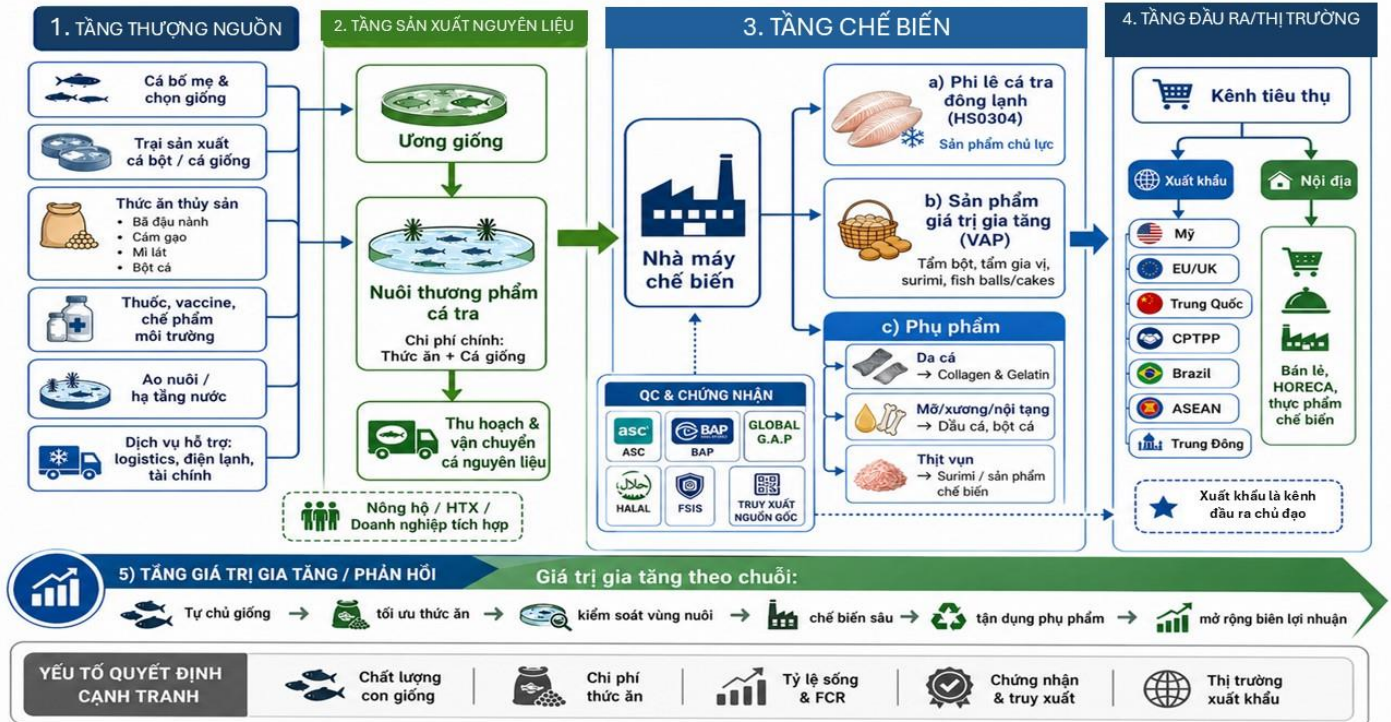 1. TẦNG THƯỢNG NGUỒN
Cá bố mẹ &
chọn giống
Trại sản xuất
cá bột / cá giống
Thức ăn thủy sản
• Bã đậu nành
• Cám gạo
• Mì lát
• Bột cá
Thuốc, vaccine,
chế phẩm
môi trường
Ao nuôi /
hạ tầng nước
Dịch vụ hỗ trợ:
logistics, điện lạnh,
tài chính
2. TẦNG SẢN XUẤT NGUYÊN LIỆU
Ương giống
Nuôi thương phẩm
cá tra
Chi phí chính:
Thức ăn + Cá giống
Thu hoạch &
vận chuyển
cá nguyên liệu
Nông hộ / HTX /
Doanh nghiệp tích hợp
3. TẦNG CHẾ BIẾN
Nhà máy
chế biến
a) Phi lê cá tra
đông lạnh
(HS0304)
Sản phẩm chủ lực
b) Sản phẩm
giá trị gia tăng
(VAP)
Tẩm bột, tẩm gia vị,
surimi, fish balls/cakes
c) Phụ phẩm
Da cá
→ Collagen & Gelatin
Mỡ/xương/nội tạng
→ Dầu cá, bột cá
Thịt vụn
→ Surimi / sản phẩm
chế biến
QC & CHỨNG NHẬN
asc
ASC
BAP
BAP
GLOBAL
G.A.P
حلال
HALAL
FSIS
TRUY XUẤT
NGUỒN GỐC
4. TẦNG ĐẦU RA/THỊ TRƯỜNG
Kênh tiêu thụ
Xuất khẩu
Nội địa
Mỹ
EU/UK
Trung Quốc
CPTPP
Brazil
ASEAN
Trung Đông
Bán lẻ,
HORECA,
thực phẩm
chế biến
Xuất khẩu là kênh
đầu ra chủ đạo
5) TẦNG GIÁ TRỊ GIA TĂNG / PHẢN HỒI
Giá trị gia tăng theo chuỗi:
Tự chủ giống → tối ưu thức ăn → kiểm soát vùng nuôi → chế biến sâu → tận dụng phụ phẩm → mở rộng biên lợi nhuận
YẾU TỐ QUYẾT ĐỊNH
CẠNH TRANH
Chất lượng
con giống
Chi phí
thức ăn
Tỷ lệ sống
& FCR
Chứng nhận
& truy xuất
Thị trường
xuất khẩu